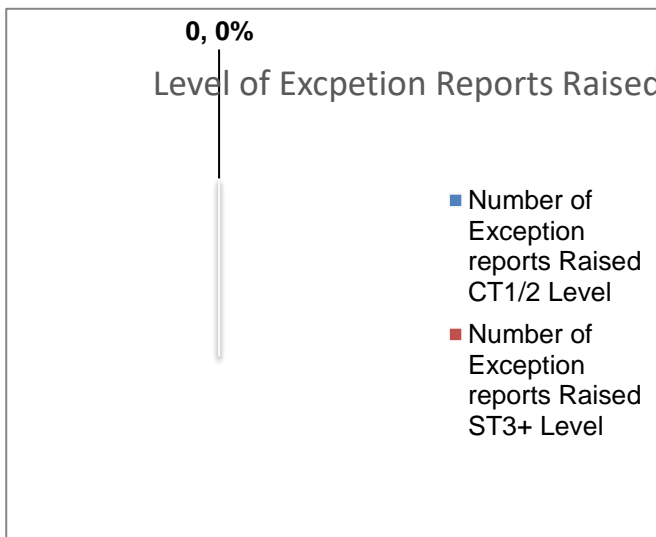 0, 0%
Level of Excpetion Reports Raised
Number of
Exception
reports Raised
CT1/2 Level
Number of
Exception
reports Raised
ST3+ Level